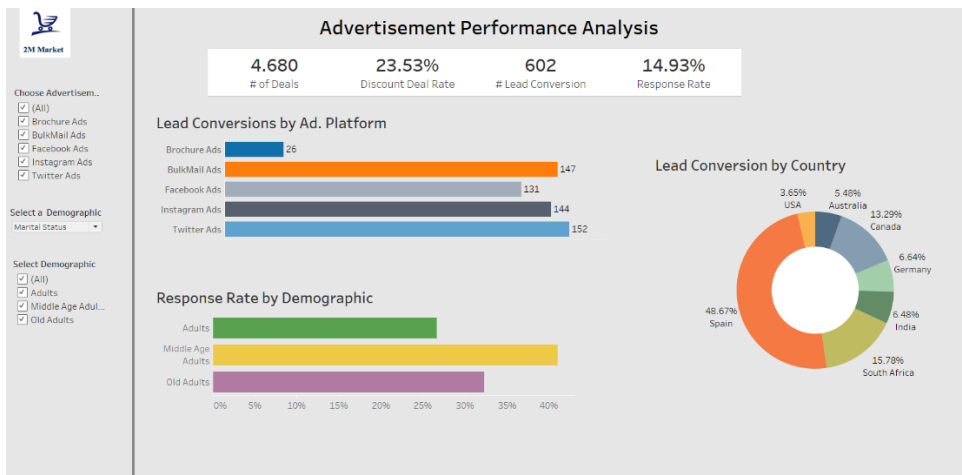 2M Market
Advertisement Performance Analysis
4.680
# of Deals
23.53%
Discount Deal Rate
602
# Lead Conversion
14.93%
Response Rate
Choose Advertisem..
(All)
Brochure Ads
BulkMail Ads
Facebook Ads
Instagram Ads
Twitter Ads
Select a Demographic
Marital Status
Select Demographic
(All)
Adults
Middle Age Adul...
Old Adults
Lead Conversions by Ad. Platform
Brochure Ads 26
BulkMail Ads 147
Facebook Ads 131
Instagram Ads 144
Twitter Ads 152
Response Rate by Demographic
Adults
Middle Age
Adults
Old Adults
0% 5% 10% 15% 20% 25% 30% 35% 40%
Lead Conversion by Country
3.65%
USA
5.48%
Australia
13.29%
Canada
6.64%
Germany
6.48%
India
15.78%
South Africa
48.67%
Spain